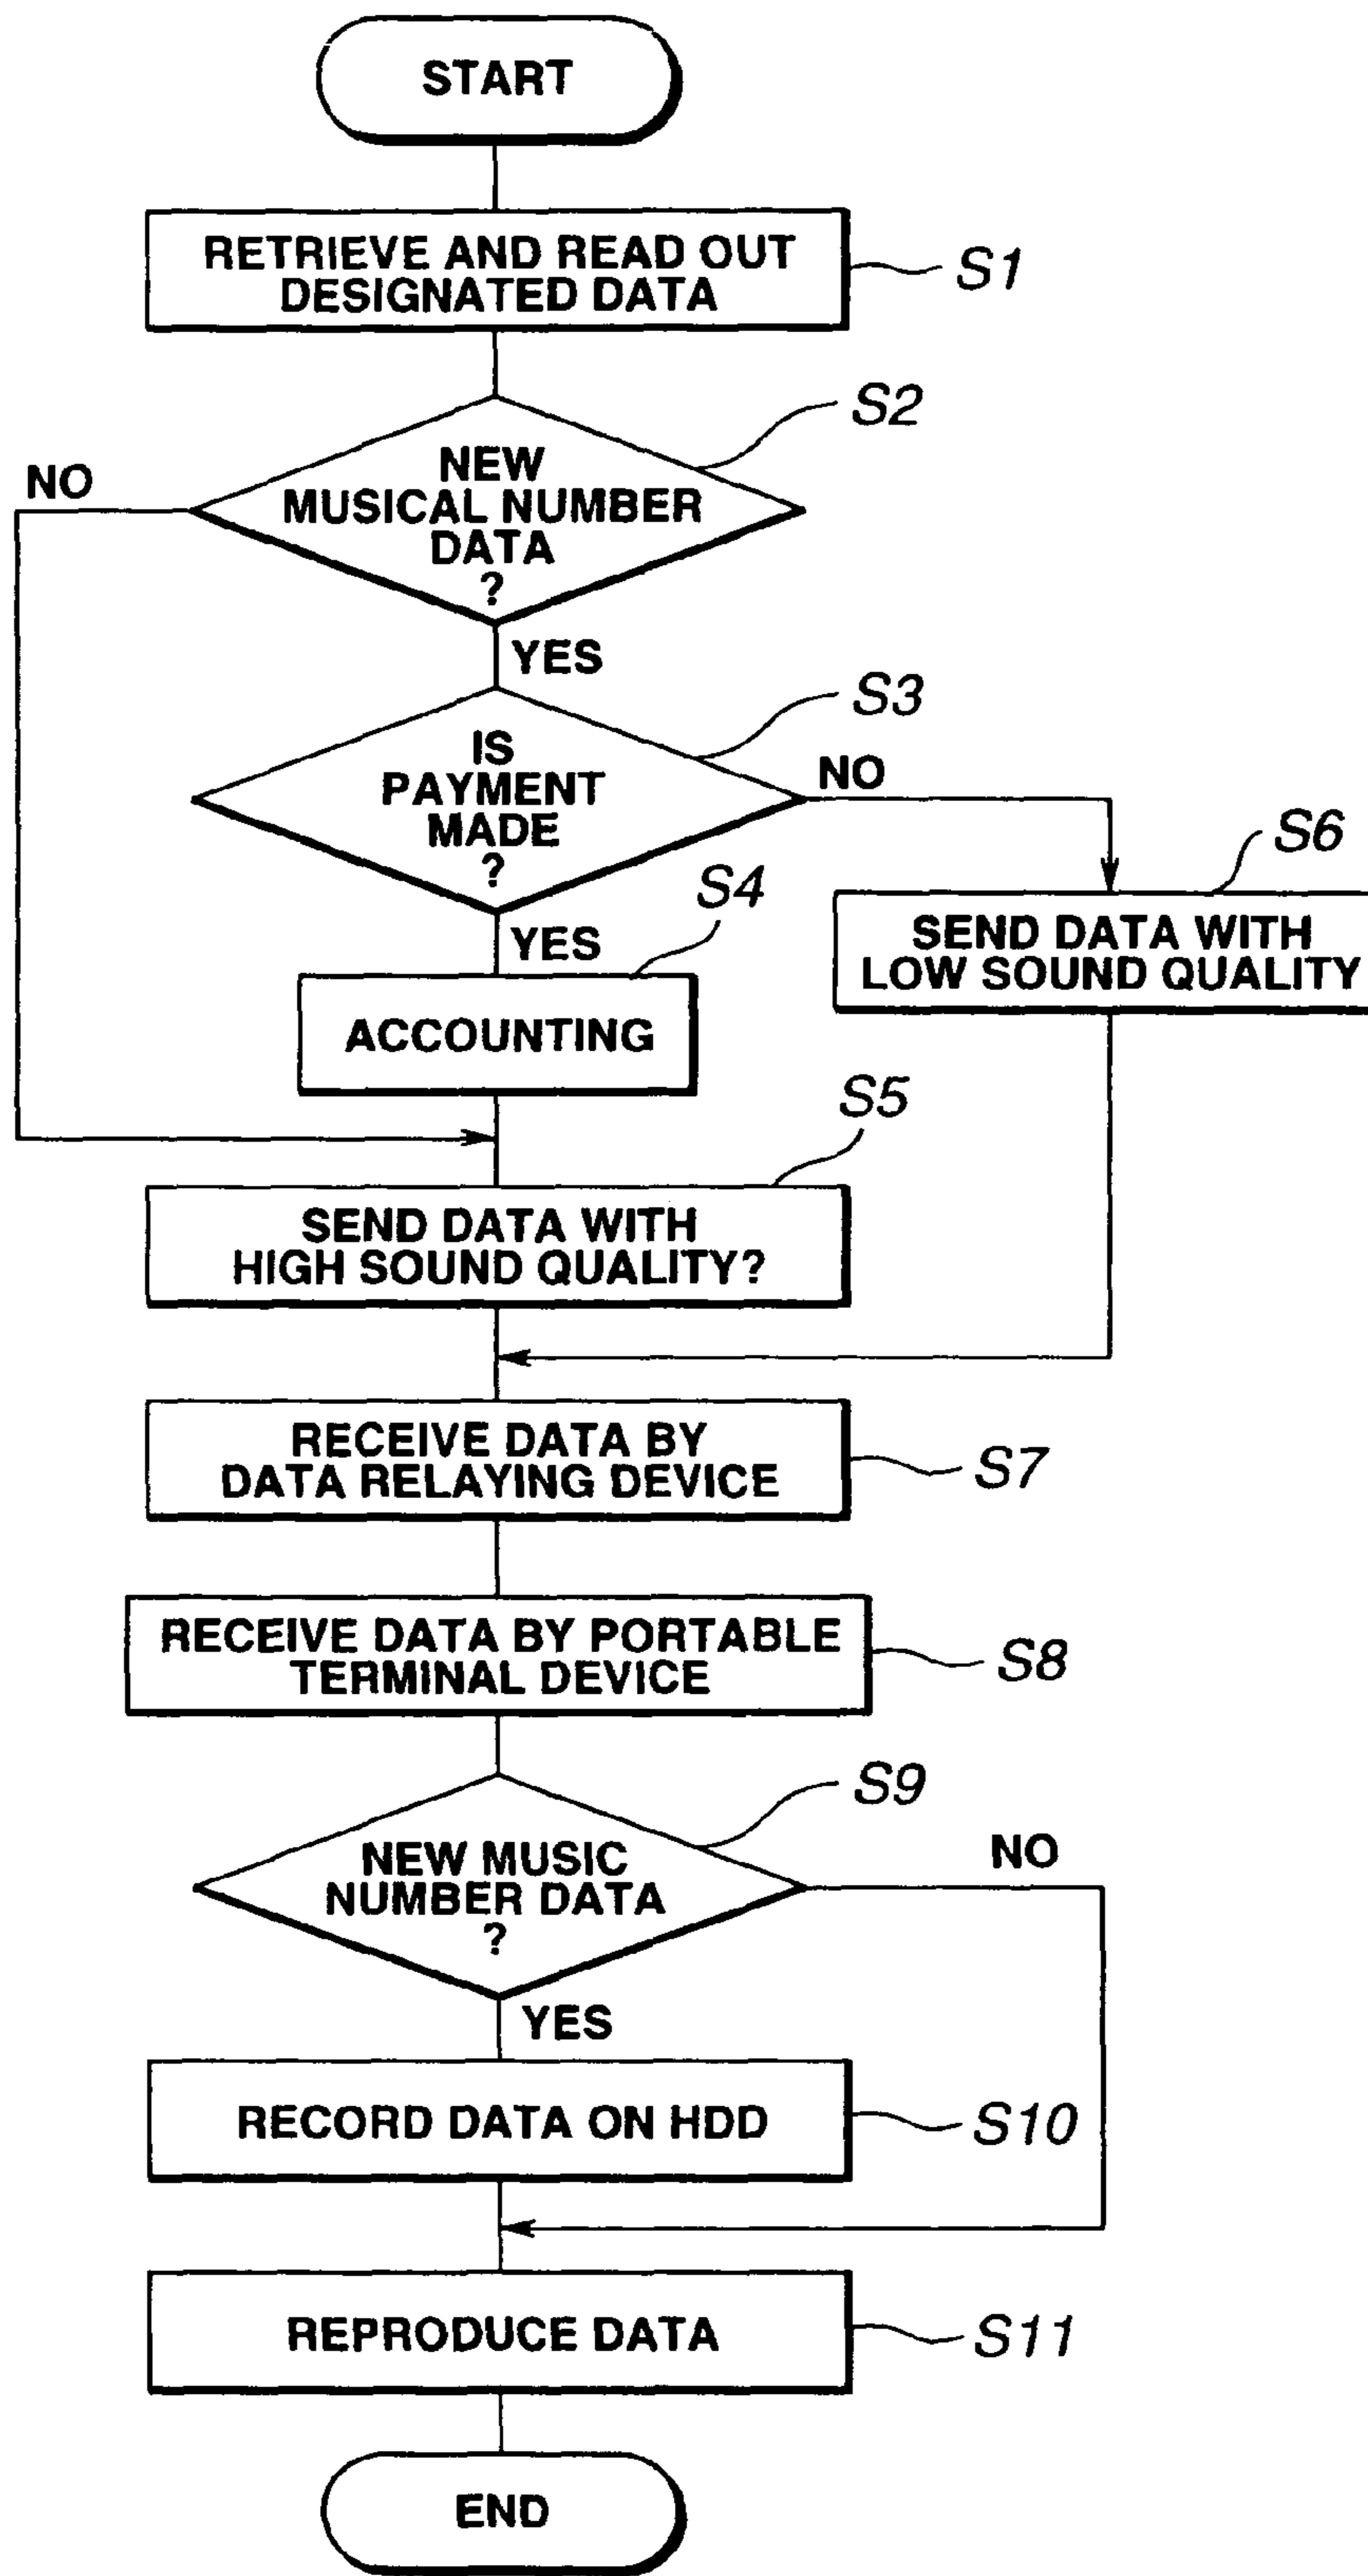 START
RETRIEVE AND READ OUT
DESIGNATED DATA
S1
S2
NEW
MUSICAL NUMBER
DATA
?
NO
YES
S3
IS
PAYMENT
MADE
?
NO
YES
S4
ACCOUNTING
S6
SEND DATA WITH
LOW SOUND QUALITY
S5
SEND DATA WITH
HIGH SOUND QUALITY?
RECEIVE DATA BY
DATA RELAYING DEVICE
S7
RECEIVE DATA BY PORTABLE
TERMINAL DEVICE
S8
S9
NEW MUSIC
NUMBER DATA
?
NO
YES
RECORD DATA ON HDD
S10
REPRODUCE DATA
S11
END